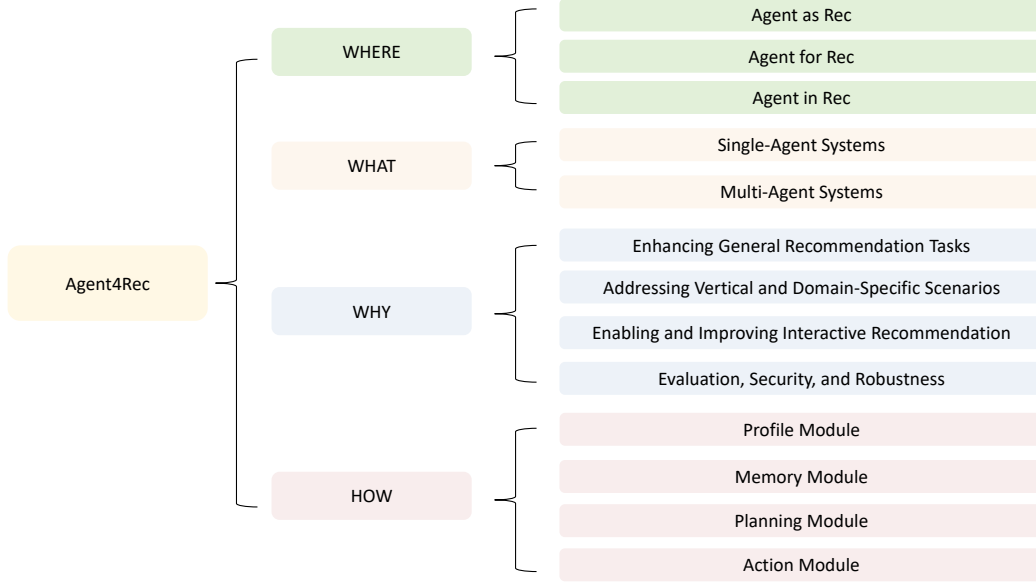 Agent4Rec
WHERE
Agent as Rec
Agent for Rec
Agent in Rec
WHAT
Single-Agent Systems
Multi-Agent Systems
WHY
Enhancing General Recommendation Tasks
Addressing Vertical and Domain-Specific Scenarios
Enabling and Improving Interactive Recommendation
Evaluation, Security, and Robustness
HOW
Profile Module
Memory Module
Planning Module
Action Module